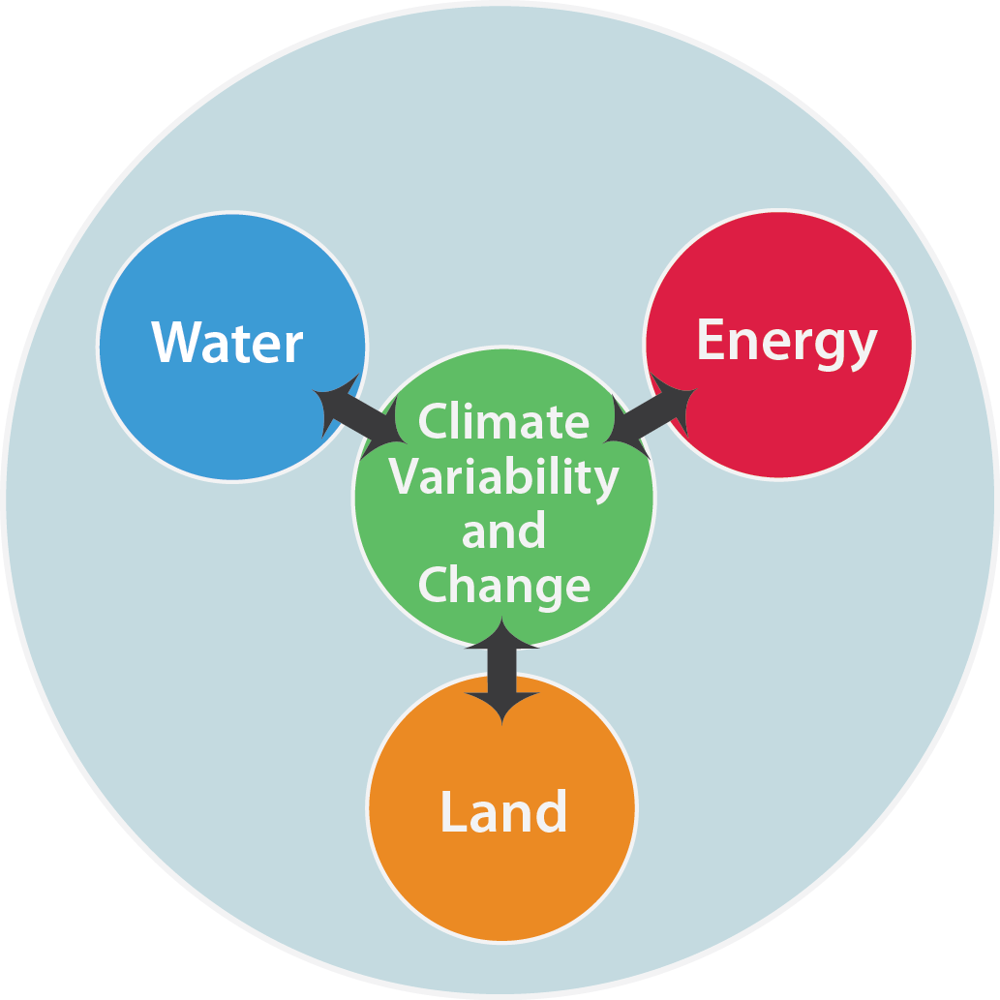 Water
Energy
Climate
Variability
and
Change
Land